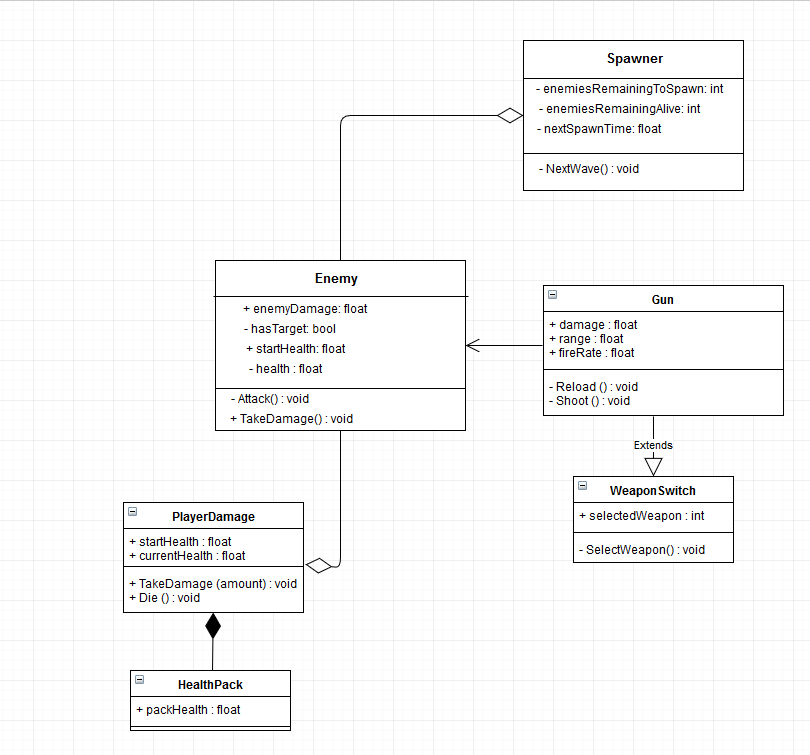 Spawner
- enemiesRemainingToSpawn: int
- enemiesRemainingAlive: int
- nextSpawnTime: float
- NextWave() : void
Enemy
+ enemyDamage: float
- hasTarget: bool
+ startHealth: float
- health : float
- Attack() : void
+ TakeDamage() : void
Gun
+ damage : float
+ range : float
+ fireRate : float
- Reload () : void
- Shoot () : void
Extends
WeaponSwitch
+ selectedWeapon : int
- SelectWeapon() : void
PlayerDamage
+ startHealth : float
+ currentHealth : float
+ TakeDamage (amount) : void
+ Die () : void
HealthPack
+ packHealth : float